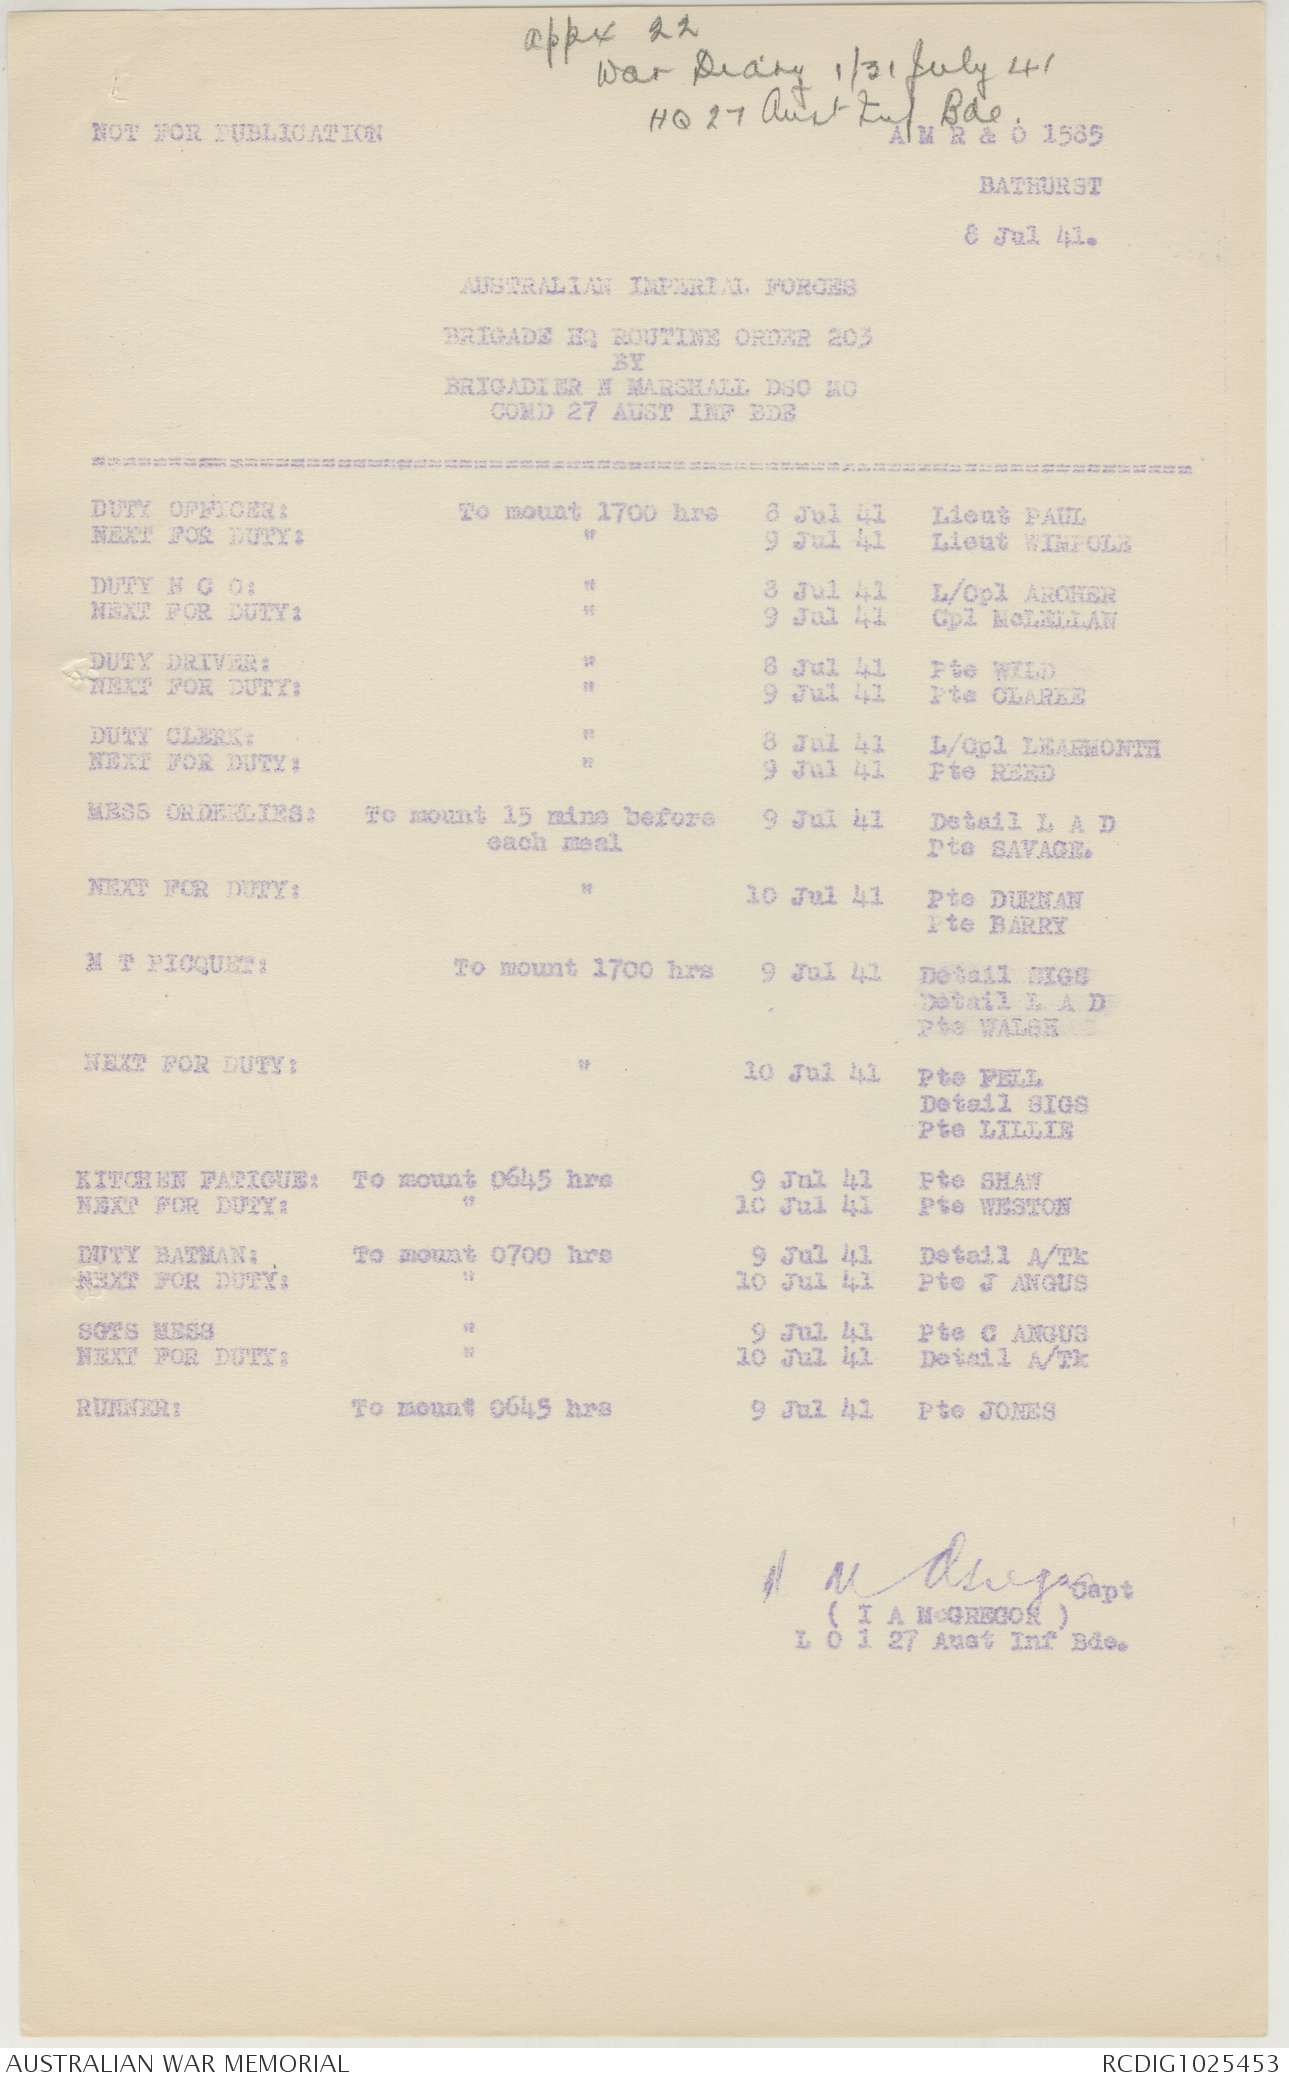 appx 22
War Diary 1/31 July 41
HQ 27 Aust Inf Bde.
NOT FOR PUBLICATION A M R & O 1585
BATHURST
8 Jul 41.
AUSTRALIAN IMPERIAL FORCES
BRIGADE HQ ROUTINE ORDER 203
BY
BRIGADIER N MARSHALL DSO MC
COMD 27 AUST INF BDE
DUTY OFFICER: To mount 1700 hrs 8 Jul 41 Lieut PAUL
NEXT FOR DUTY: " 9 Jul 41 Lieut WIMPOLE
DUTY N C O: " 8 Jul 41 L/Cpl ARCHER
NEXT FOR DUTY: " 9 Jul 41 Cpl McLELLAN
DUTY DRIVER: " 8 Jul 41 Pte WILD
NEXT FOR DUTY: " 9 Jul 41 Pte CLARKE
DUTY CLERK: " 8 Jul 41 L/Cpl LEARMONTH
NEXT FOR DUTY: " 9 Jul 41 Pte REED
MESS ORDERLIES: To mount 15 mins before 9 Jul 41 Detail L A D
each meal Pte SAVAGE.
NEXT FOR DUTY: " 10 Jul 41 Pte DURNAN
Pte BARRY
M T PICQUET: To mount 1700 hrs 9 Jul 41 Detail SIGS
Detail L A D
Pte WALSH
NEXT FOR DUTY: " 10 Jul 41 Pte FELL
Detail SIGS
Pte LILLIE
KITCHEN FATIGUE: To mount 0645 hrs 9 Jul 41 Pte SHAW
NEXT FOR DUTY: " 10 Jul 41 Pte WESTON
DUTY BATMAN: To mount 0700 hrs 9 Jul 41 Detail A/Tk
NEXT FOR DUTY: " 10 Jul 41 Pte J ANGUS
SGTS MESS " 9 Jul 41 Pte C ANGUS
NEXT FOR DUTY: " 10 Jul 41 Detail A/Tk
RUNNER: To mount 0645 hrs 9 Jul 41 Pte JONES
Capt
( I A McGREGOR )
L O 1 27 Aust Inf Bde.
AUSTRALIAN WAR MEMORIAL RCDIG1025453